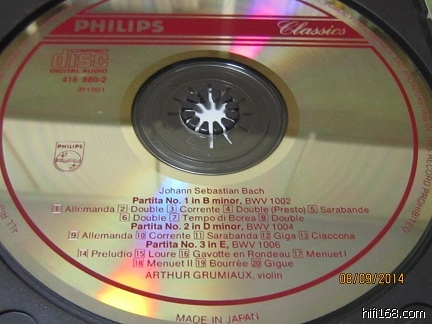 PHILIPS
Classics
COMPACT
disc
DIGITAL AUDIO
416 880-2
℗ 1961
PHILIPS
Johann Sebastian Bach
Partita No. 1 in B minor, BWV 1002
1 Allemanda 2 Double 3 Corrente 4 Double (Presto) 5 Sarabande
6 Double 7 Tempo di Borea 8 Double
Partita No. 2 in D minor, BWV 1004
9 Allemanda 10 Corrente 11 Sarabanda 12 Giga 13 Ciaccona
Partita No. 3 in E, BWV 1006
14 Preludio 15 Loure 16 Gavotte en Rondeau 17 Menuet I
18 Menuet II 19 Bourrée 20 Gigue
ARTHUR GRUMIAUX, violin
MADE IN JAPAN
RECORD PROHIBITED
08/09/2014
hifi168.com